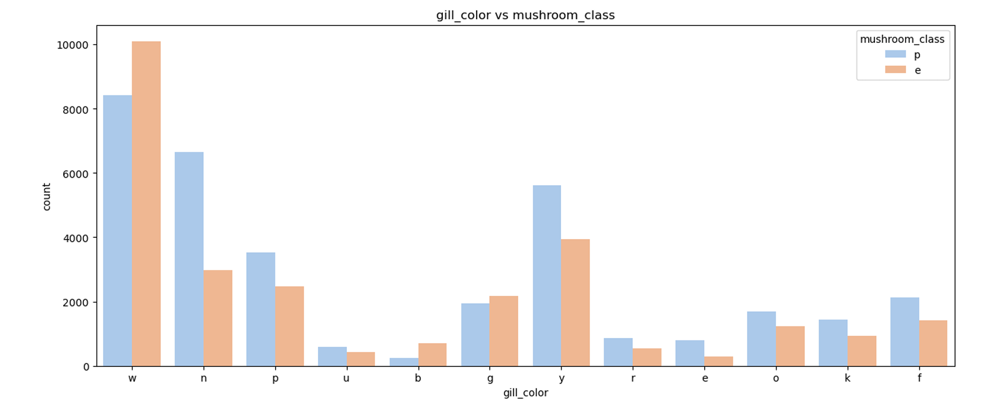 gill_color vs mushroom_class
mushroom_class
p
e
10000
8000
6000
4000
2000
0
count
w n p u b g y r e o k f
gill_color